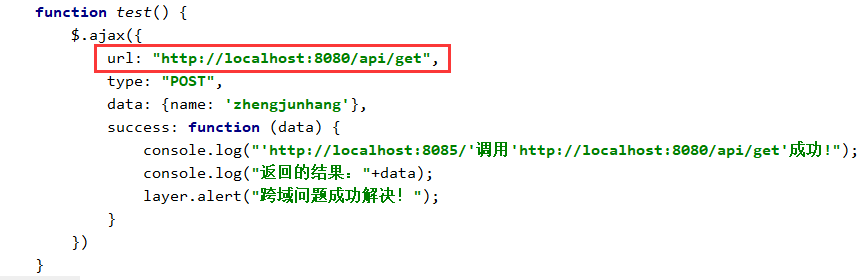 function test() {
$.ajax({
url: "http://localhost:8080/api/get",
type: "POST",
data: {name: 'zhengjunhang'},
success: function (data) {
console.log("'http://localhost:8085/'调用'http://localhost:8080/api/get'成功!");
console.log("返回的结果："+data);
layer.alert("跨域问题成功解决！");
}
})
}